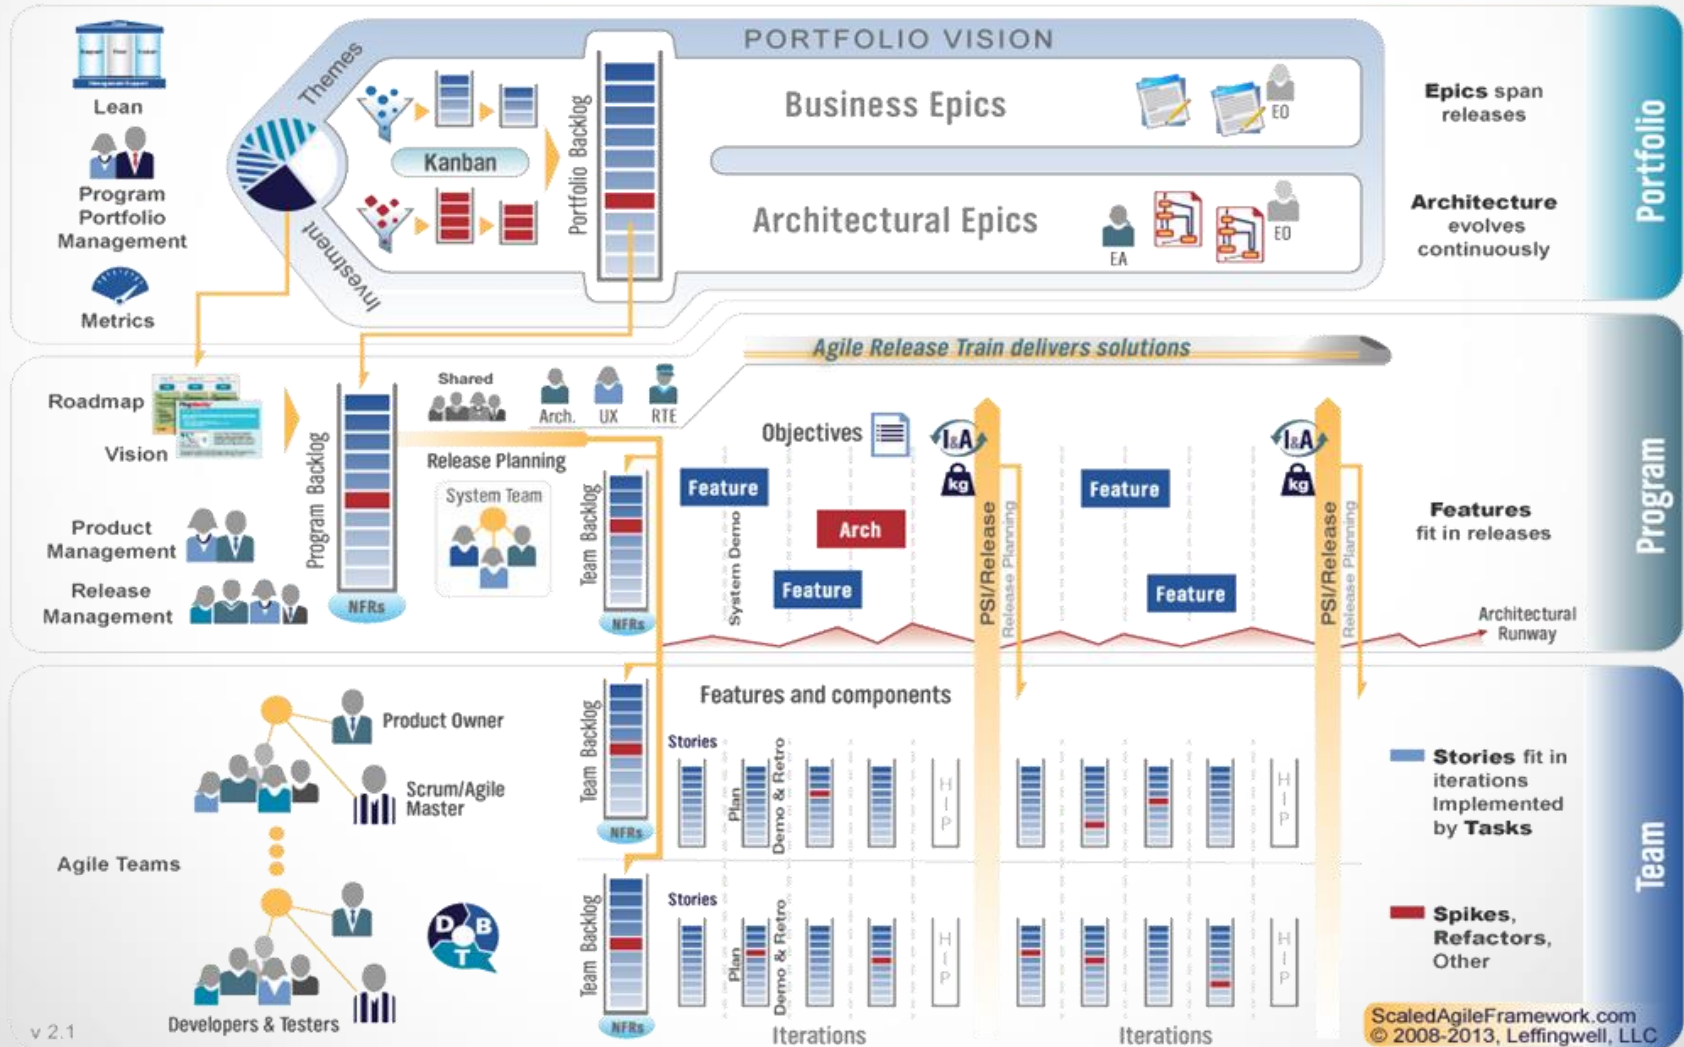 PORTFOLIO VISION
Themes
Investment
Lean
Program
Portfolio
Management
Metrics
Kanban
Portfolio Backlog
Business Epics
EO
Architectural Epics
EA
EO
Epics span
releases
Architecture
evolves
continuously
Portfolio
Agile Release Train delivers solutions
Roadmap
Vision
Product
Management
Release
Management
Program Backlog
NFRs
Shared
Arch.
UX
RTE
Release Planning
System Team
Team Backlog
NFRs
Objectives
Feature
System Demo
Arch
Feature
I&A
kg
PSI/Release
Release Planning
Feature
Feature
I&A
kg
PSI/Release
Release Planning
Features
fit in releases
Architectural
Runway
Program
Agile Teams
Product Owner
Scrum/Agile
Master
Developers & Testers
D B
T
Team Backlog
NFRs
Team Backlog
NFRs
Features and components
Stories
Plan
Demo & Retro
H
I
P
H
I
P
Stories
Plan
Demo & Retro
H
I
P
H
I
P
Iterations
Iterations
Stories fit in
iterations
Implemented
by Tasks
Spikes,
Refactors,
Other
Team
v 2.1
ScaledAgileFramework.com
© 2008-2013, Leffingwell, LLC